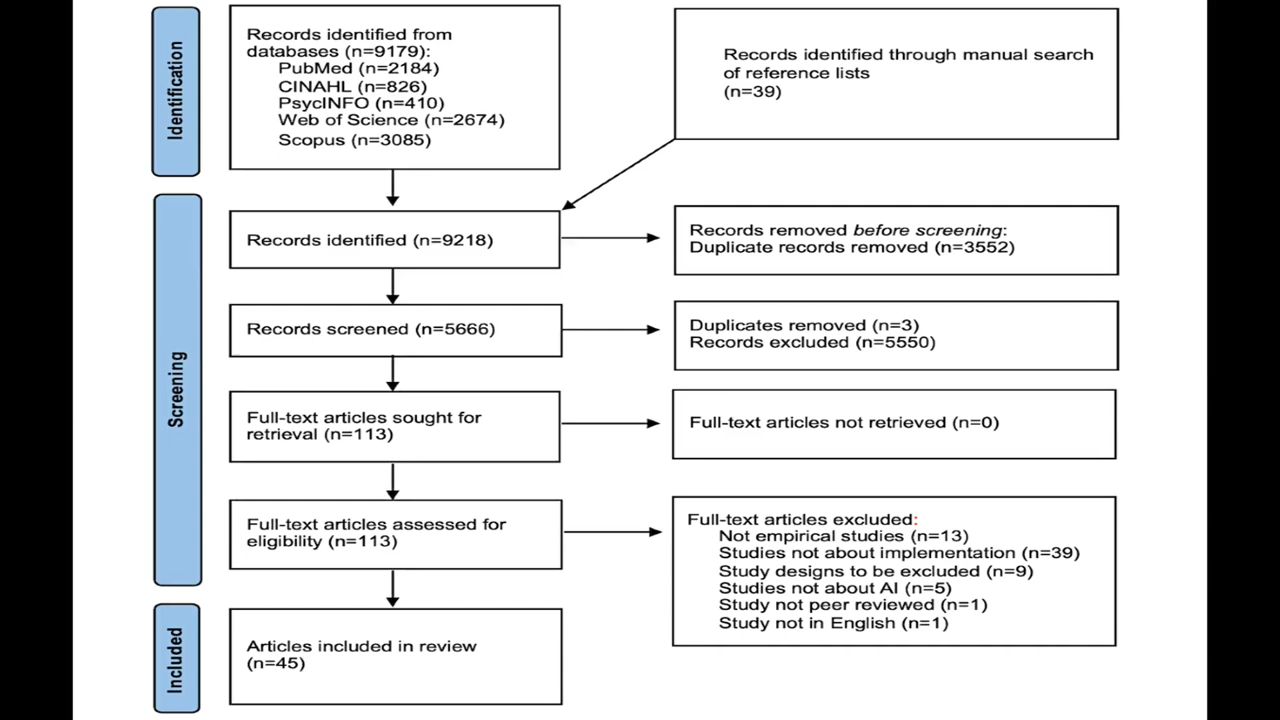 Identification
Records identified from
databases (n=9179):
PubMed (n=2184)
CINAHL (n=826)
PsycINFO (n=410)
Web of Science (n=2674)
Scopus (n=3085)
Records identified through manual search
of reference lists
(n=39)
Screening
Records identified (n=9218)
Records removed before screening:
Duplicate records removed (n=3552)
Records screened (n=5666)
Duplicates removed (n=3)
Records excluded (n=5550)
Full-text articles sought for
retrieval (n=113)
Full-text articles not retrieved (n=0)
Full-text articles assessed for
eligibility (n=113)
Full-text articles excluded:
Not empirical studies (n=13)
Studies not about implementation (n=39)
Study designs to be excluded (n=9)
Studies not about AI (n=5)
Study not peer reviewed (n=1)
Study not in English (n=1)
Included
Articles included in review
(n=45)